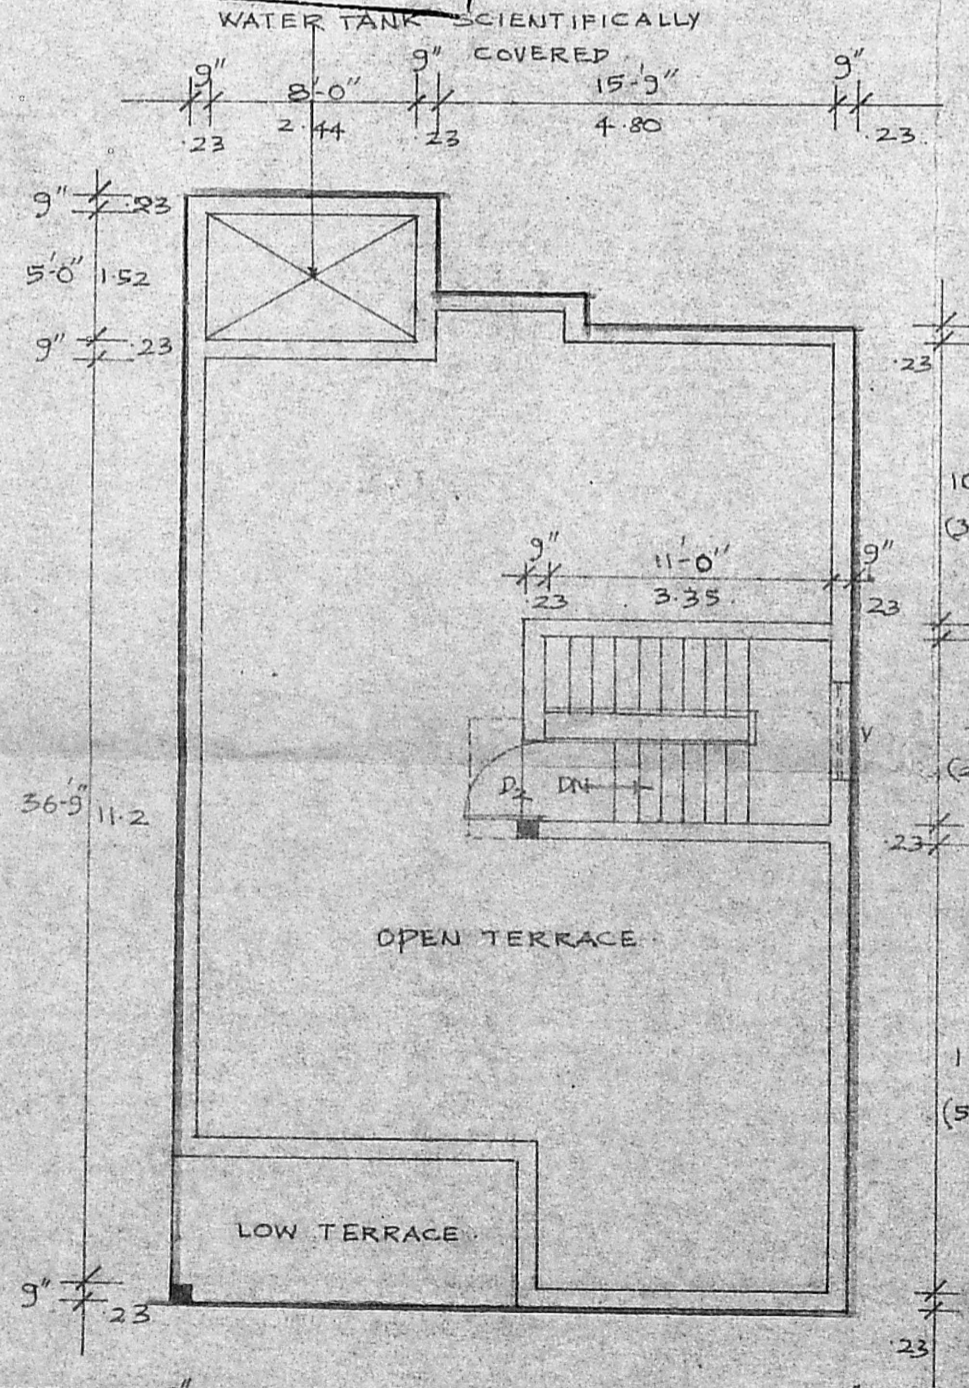 WATER TANK SCIENTIFICALLY
COVERED
9" 8'-0" 9" 15'-9" 9"
.23 2.44 .23 4.80 .23
9" .23
5'-0" 1.52
9" .23
.23
9" 11'-0" 9"
.23 3.35 .23
V
D2 DN
36'-9" 11.2
.23
OPEN TERRACE
LOW TERRACE
9" .23
.23